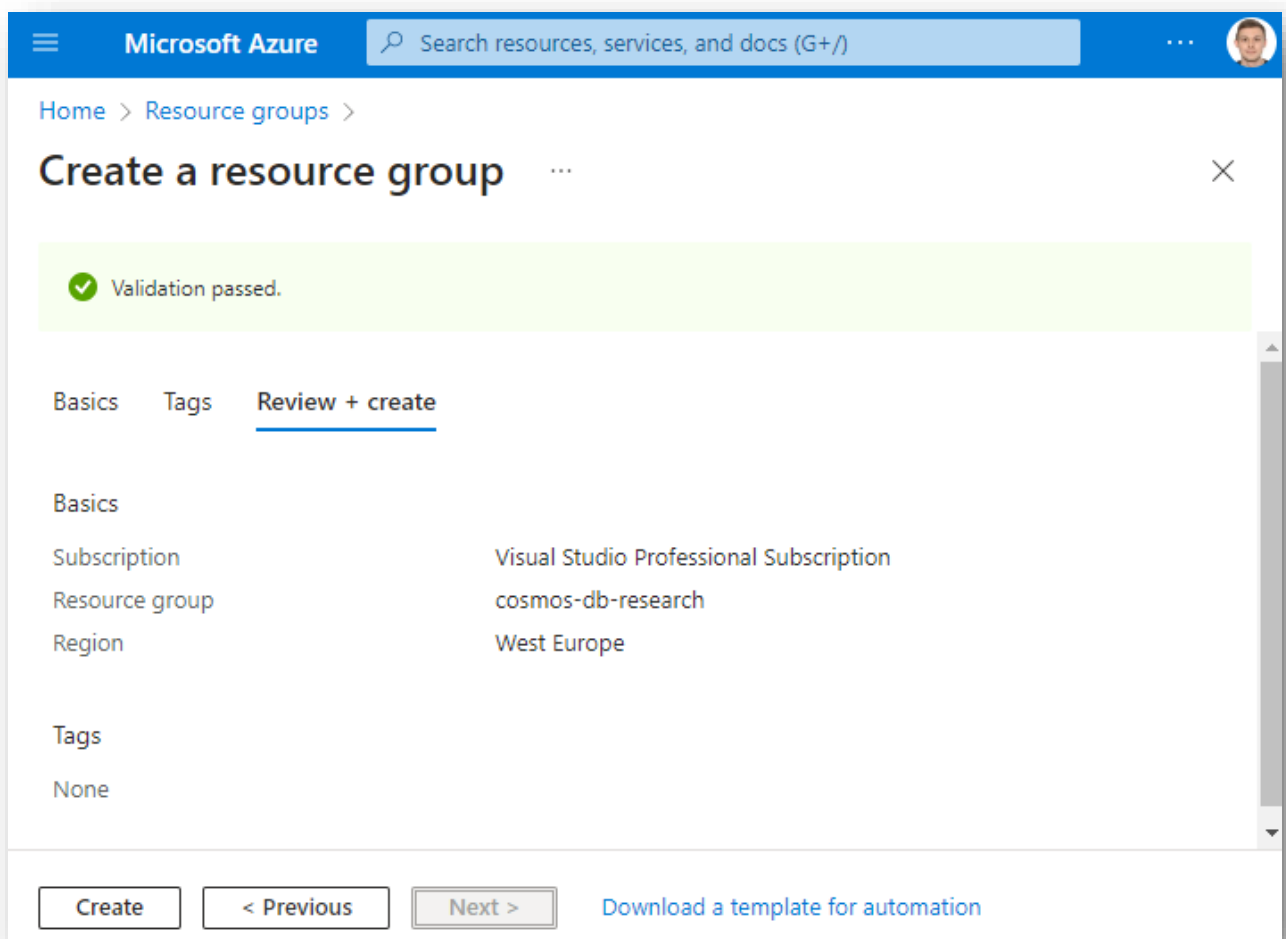 Microsoft Azure
Search resources, services, and docs (G+/)
...
Home > Resource groups >
Create a resource group ...
Validation passed.
Basics Tags Review + create
Basics
Subscription Visual Studio Professional Subscription
Resource group cosmos-db-research
Region West Europe
Tags
None
Create < Previous Next > Download a template for automation